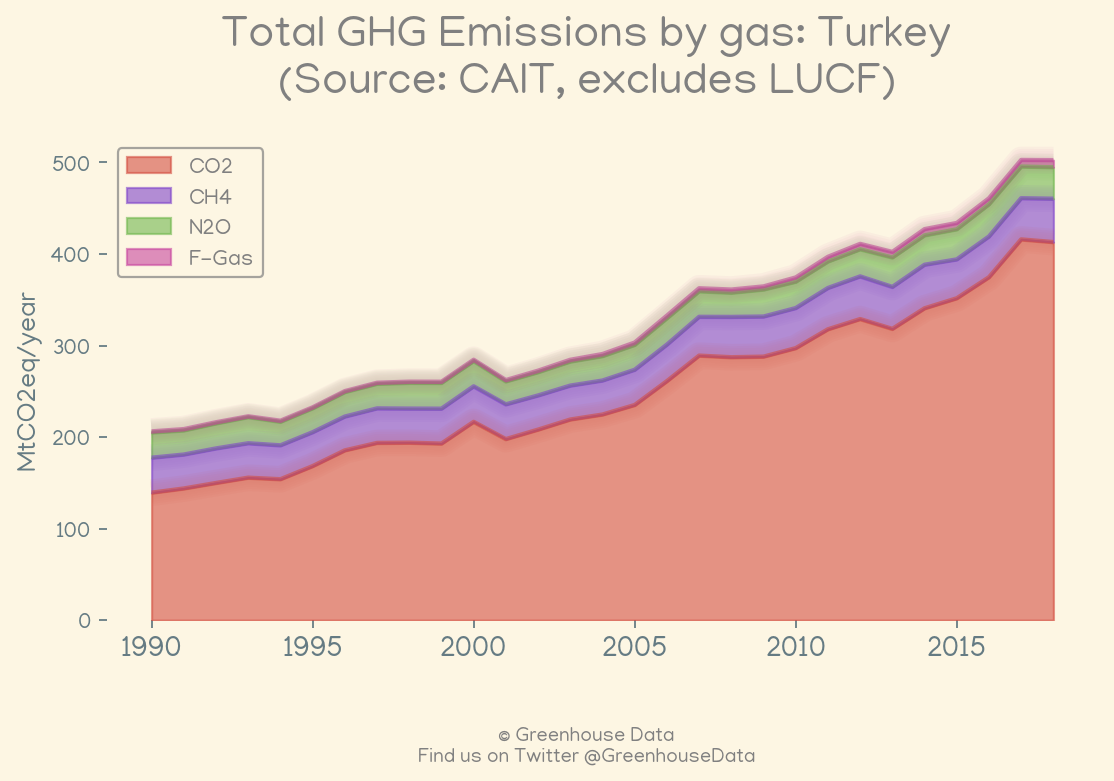 Total GHG Emissions by gas: Turkey
(Source: CAIT, excludes LUCF)
500
400
300
200
100
0
MtCO2eq/year
CO2
CH4
N2O
F-Gas
1990 1995 2000 2005 2010 2015
© Greenhouse Data
Find us on Twitter @GreenhouseData